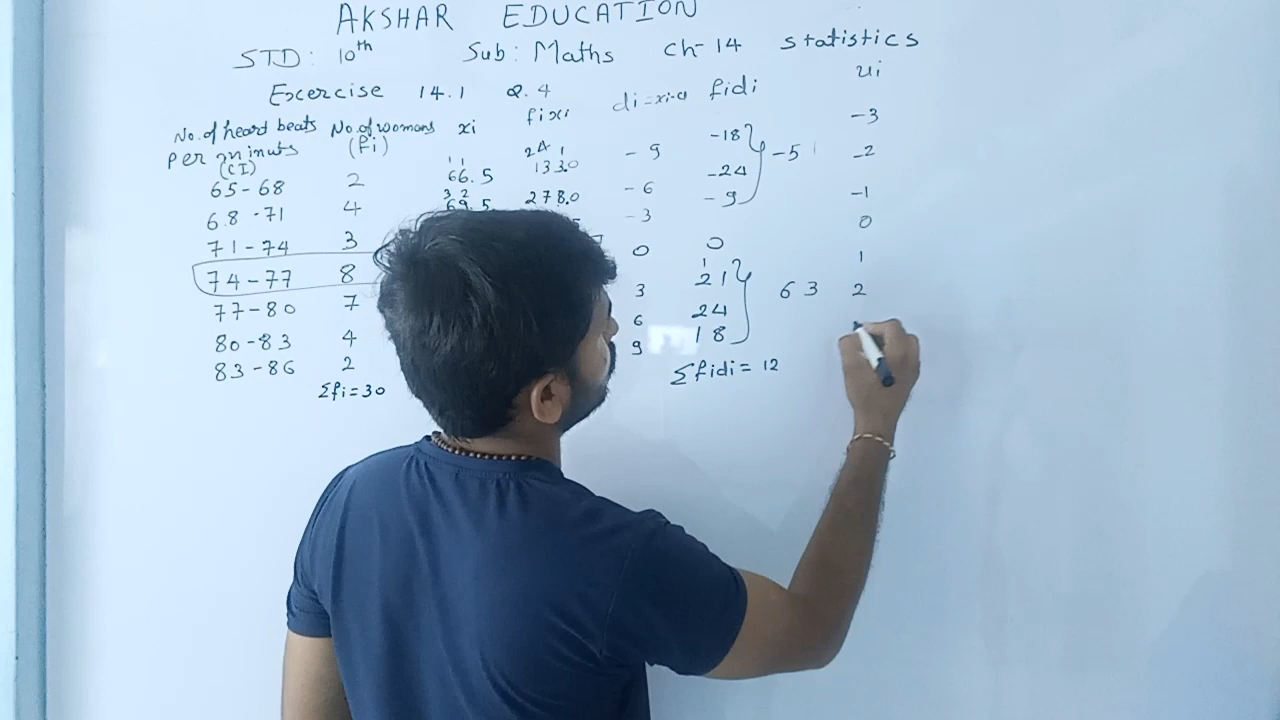 AKSHAR EDUCATION
STD : 10th Sub : Maths Ch-14 statistics
Exercise 14.1 Q.4
No. of heart beats per minuts (CI) No. of womans (fi) xi fixi di = xi-a fidi ui
65-68 2 66.5 133.0 -9 -18 -3
68-71 4 69.5 278.0 -6 -24 -2
71-74 3 -3 -9 -1
74-77 8 0 0 0
77-80 7 3 21 1
80-83 4 6 24 2
83-86 2 9 18
-51
63
Σfi=30 Σfidi = 12